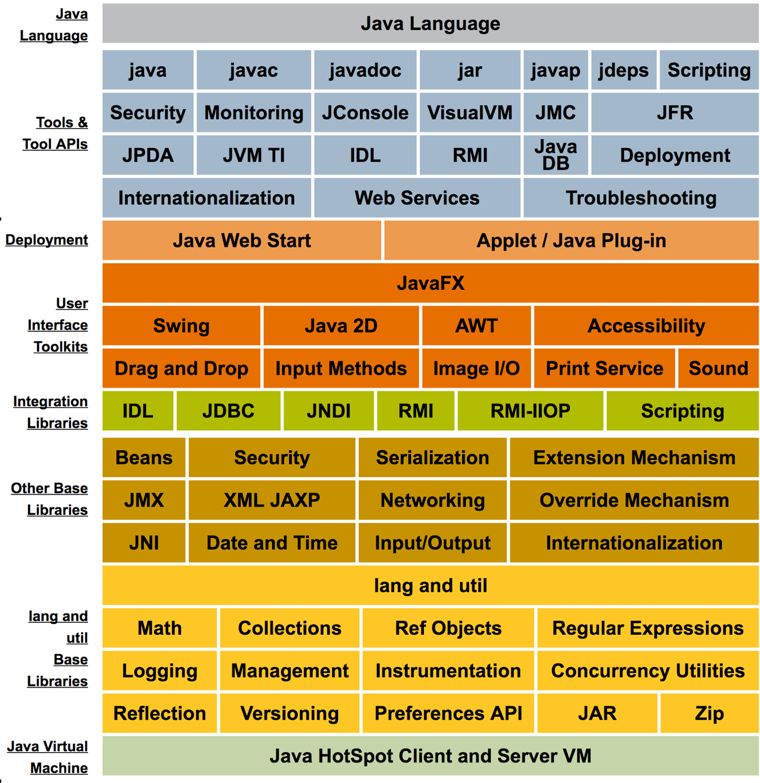 Java
Language
Java Language
Tools &
Tool APIs
java javac javadoc jar javap jdeps Scripting
Security Monitoring JConsole VisualVM JMC JFR
JPDA JVM TI IDL RMI Java
DB Deployment
Internationalization Web Services Troubleshooting
Deployment
Java Web Start Applet / Java Plug-in
User
Interface
Toolkits
JavaFX
Swing Java 2D AWT Accessibility
Drag and Drop Input Methods Image I/O Print Service Sound
Integration
Libraries
IDL JDBC JNDI RMI RMI-IIOP Scripting
Other Base
Libraries
Beans Security Serialization Extension Mechanism
JMX XML JAXP Networking Override Mechanism
JNI Date and Time Input/Output Internationalization
lang and
util
Base
Libraries
lang and util
Math Collections Ref Objects Regular Expressions
Logging Management Instrumentation Concurrency Utilities
Reflection Versioning Preferences API JAR Zip
Java Virtual
Machine
Java HotSpot Client and Server VM